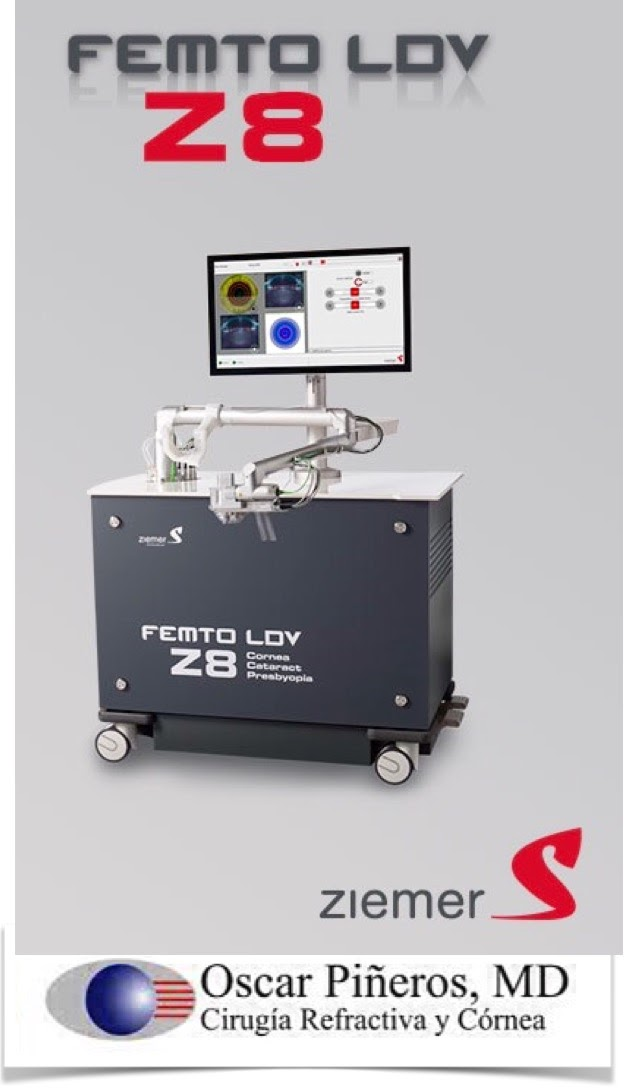 FEMTO LDV
Z8
ziemer
FEMTO LDV
Z8 Cornea
Cataract
Presbyopia
ziemer
Oscar Piñeros, MD
Cirugía Refractiva y Córnea